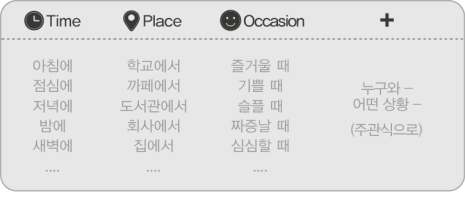 Time Place Occasion +
아침에 학교에서 즐거울 때
점심에 까페에서 기쁠 때 누구와 –
저녁에 도서관에서 슬플 때 어떤 상황 –
밤에 회사에서 짜증날 때 (주관식으로)
새벽에 집에서 심심할 때
.... .... ....